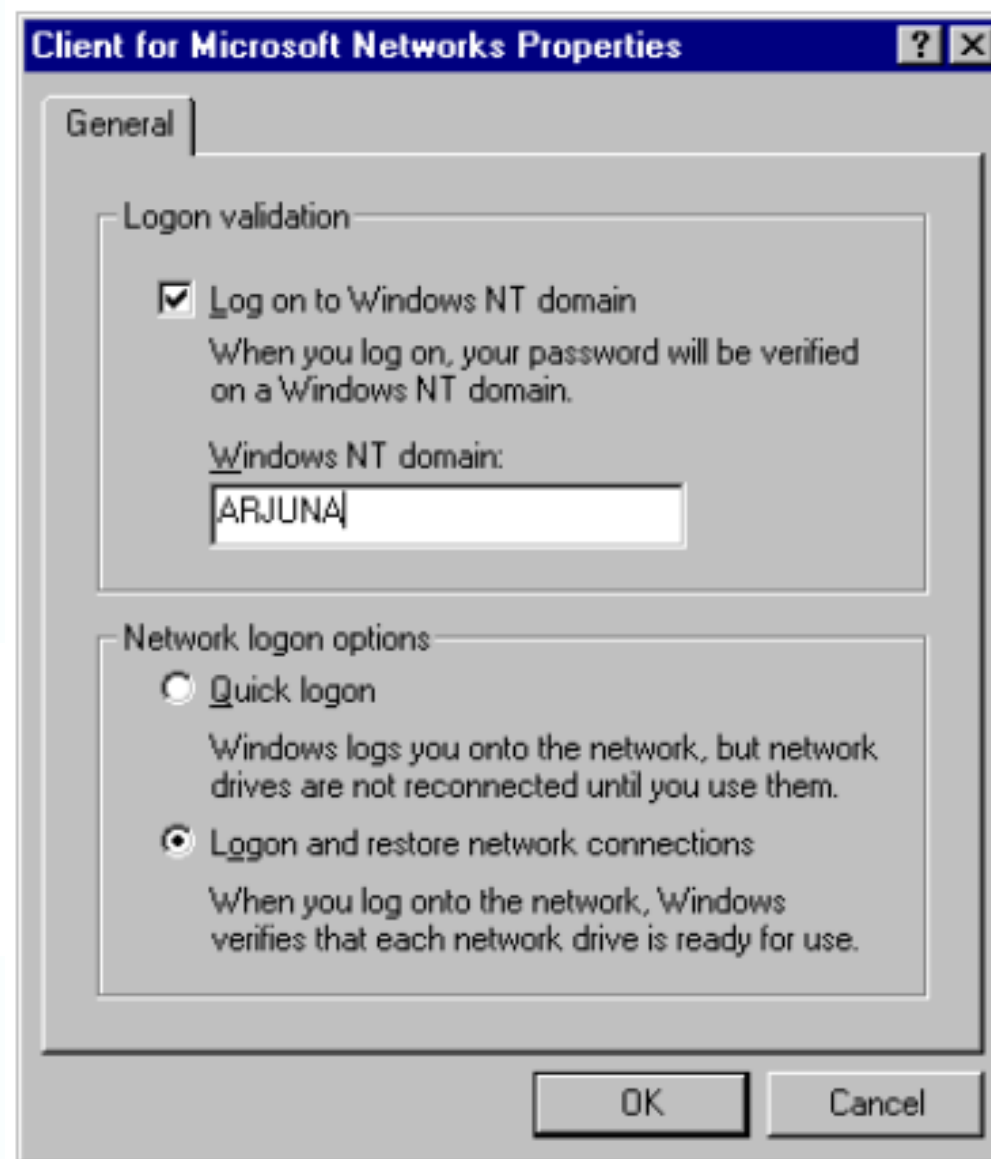 Client for Microsoft Networks Properties
General
Logon validation
Log on to Windows NT domain
When you log on, your password will be verified
on a Windows NT domain.
Windows NT domain:
ARJUNA
Network logon options
Quick logon
Windows logs you onto the network, but network
drives are not reconnected until you use them.
Logon and restore network connections
When you log onto the network, Windows
verifies that each network drive is ready for use.
OK
Cancel